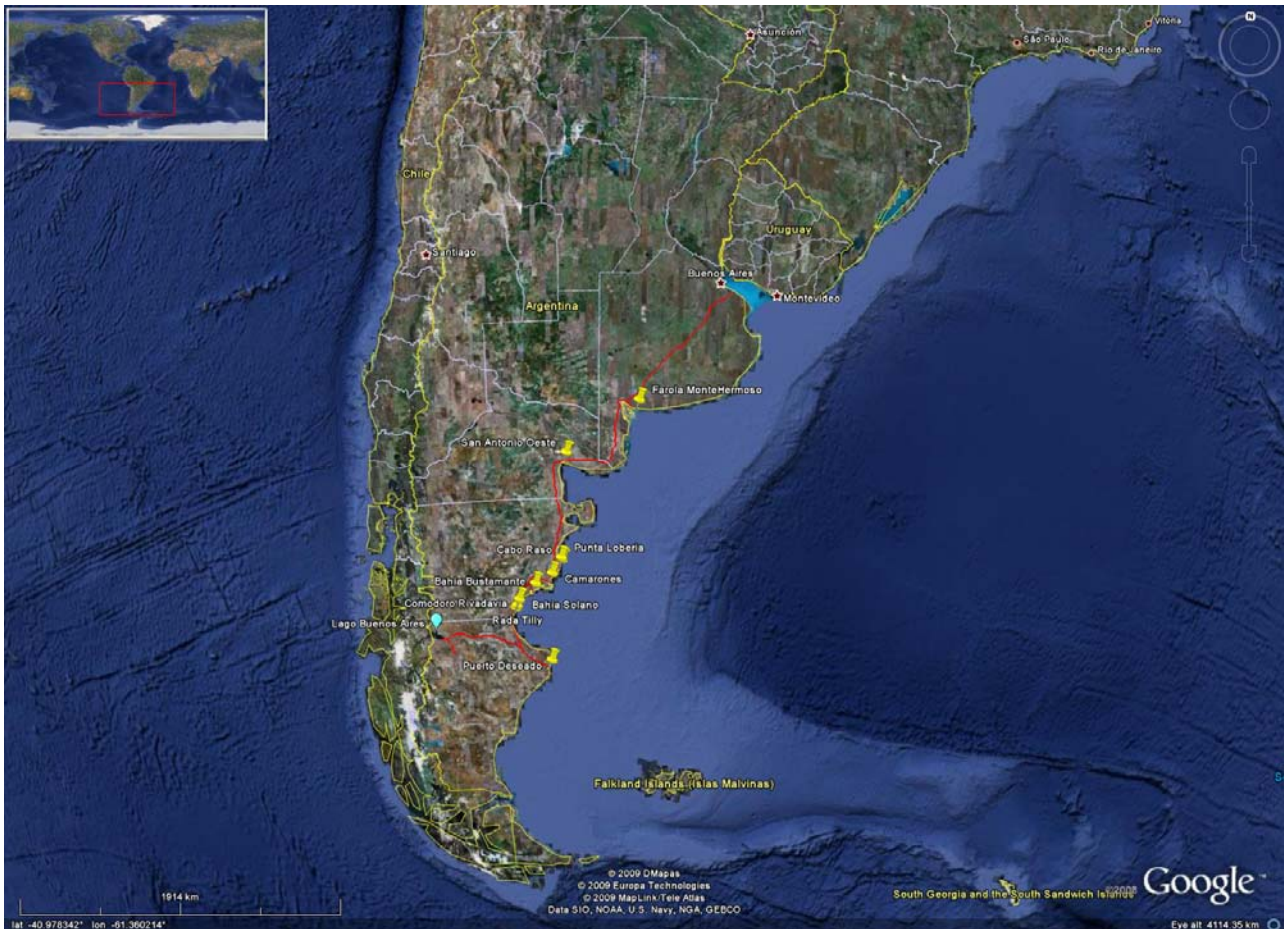 Vitória
São Paulo
Rio de Janeiro
N
Asunción
Chile
Uruguay
Santiago
Buenos Aires
Montevideo
Argentina
Farola MonteHermoso
San Antonio Oeste
Cabo Raso
Punta Loberia
Bahia Bustamante
Camarones
Comodoro Rivadavia
Bahia Solano
Lago Buenos Aires
Rada Tilly
Puerto Deseado
Falkland Islands (Islas Malvinas)
© 2009 DMapas
© 2009 Europa Technologies
© 2009 MapLink/Tele Atlas
Data SIO, NOAA, U.S. Navy, NGA, GEBCO
South Georgia and the South Sandwich Islands
©2009 Google™
1914 km
lat -40.978342° lon -61.360214°
Eye alt 4114.35 km